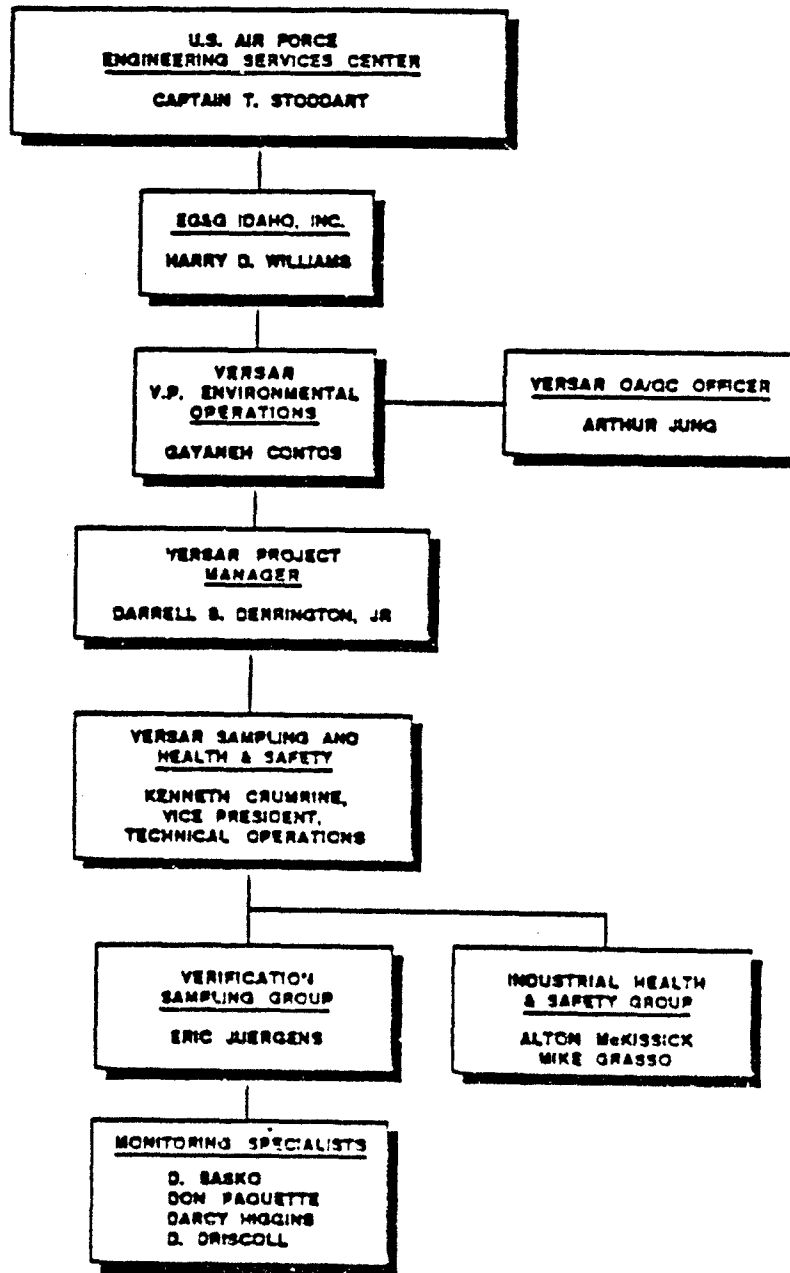 U.S. AIR FORCE
ENGINEERING SERVICES CENTER
CAPTAIN T. STODDART
EG&G IDAHO, INC.
HARRY D. WILLIAMS
VERSAR
V.P. ENVIRONMENTAL
OPERATIONS
GAYANEH CONTOS
VERSAR QA/QC OFFICER
ARTHUR JUNG
VERSAR PROJECT
MANAGER
DARRELL S. DERRINGTON, JR
VERSAR SAMPLING AND
HEALTH & SAFETY
KENNETH CRUMRINE,
VICE PRESIDENT,
TECHNICAL OPERATIONS
VERIFICATION
SAMPLING GROUP
ERIC JUERGENS
INDUSTRIAL HEALTH
& SAFETY GROUP
ALTON McKISSICK
MIKE GRASSO
MONITORING SPECIALISTS
D. BASKO
DON PAQUETTE
DARCY HIGGINS
D. DRISCOLL